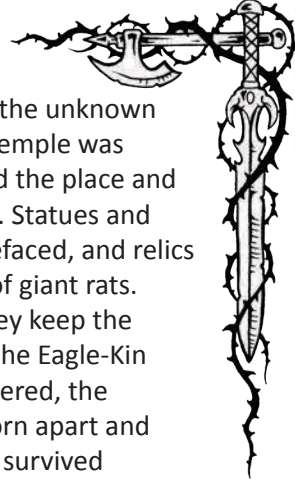 the unknown
emple was
d the place and
. Statues and
efaced, and relics
of giant rats.
ey keep the
he Eagle-Kin
ered, the
orn apart and
survived